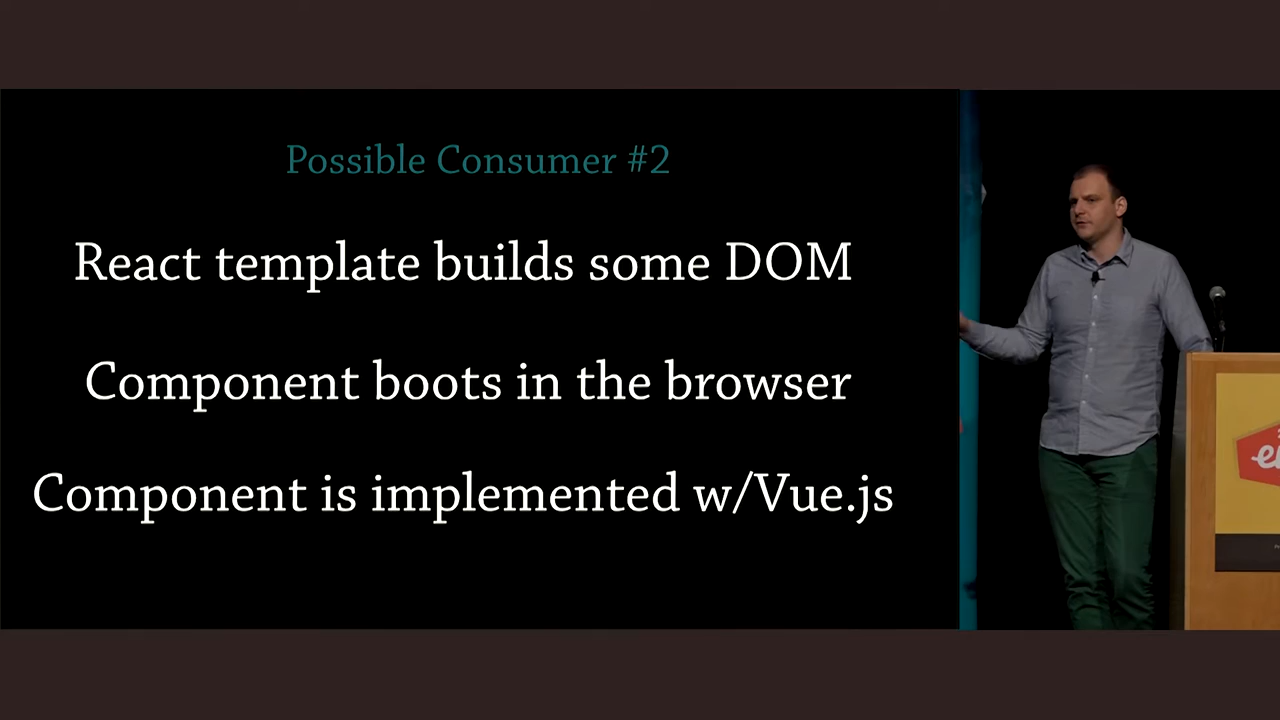 Possible Consumer #2
React template builds some DOM
Component boots in the browser
Component is implemented w/Vue.js